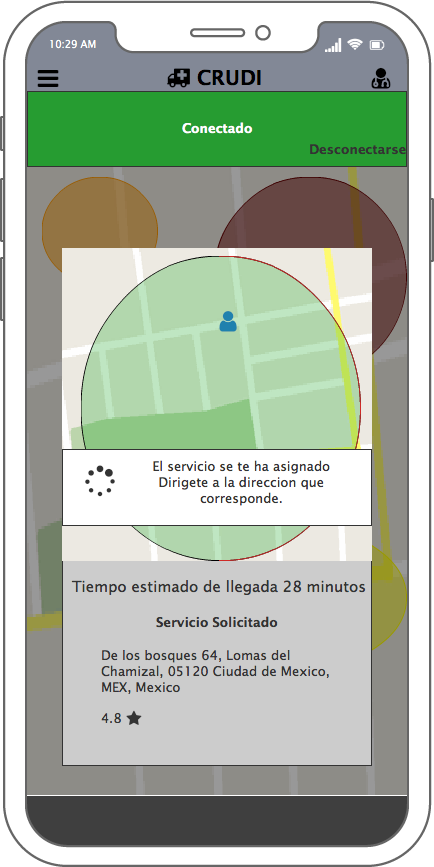 10:29 AM
CRUDI
Conectado
Desconectarse
El servicio se te ha asignado
Dirigete a la direccion que
corresponde.
Tiempo estimado de llegada 28 minutos
Servicio Solicitado
De los bosques 64, Lomas del
Chamizal, 05120 Ciudad de Mexico,
MEX, Mexico
4.8